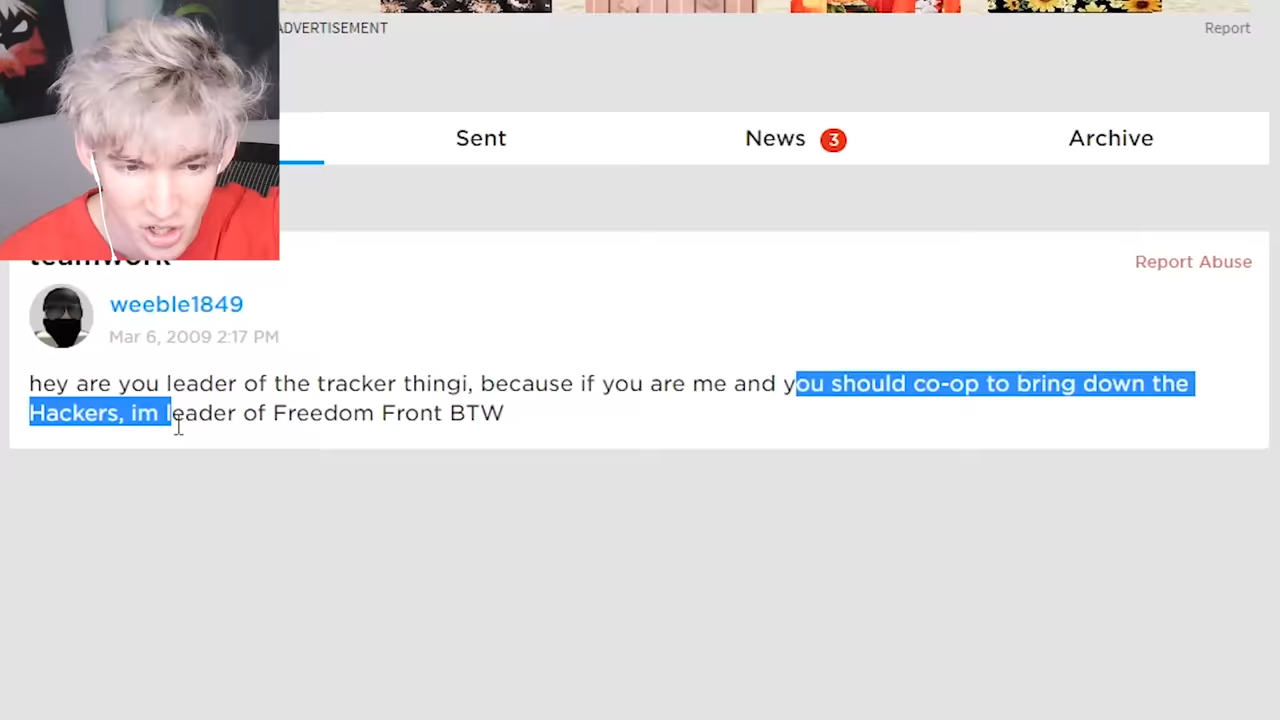 ADVERTISEMENT
Report
Sent
News 3
Archive
teamwork
Report Abuse
weeble1849
Mar 6, 2009 2:17 PM
hey are you leader of the tracker thingi, because if you are me and you should co-op to bring down the
Hackers, im leader of Freedom Front BTW